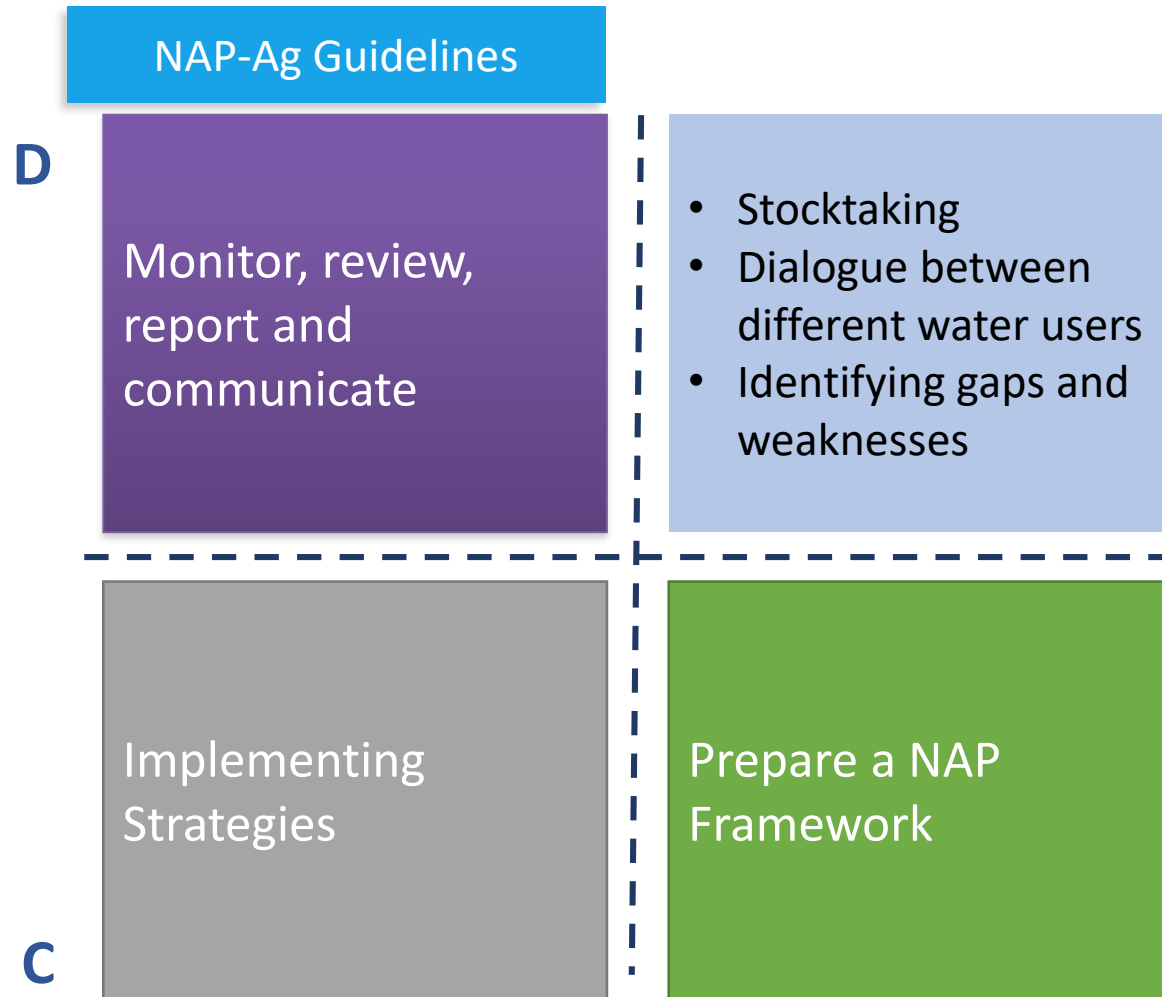 NAP-Ag Guidelines
D
Monitor, review,
report and
communicate
• Stocktaking
• Dialogue between
different water users
• Identifying gaps and
weaknesses
Implementing
Strategies
Prepare a NAP
Framework
C